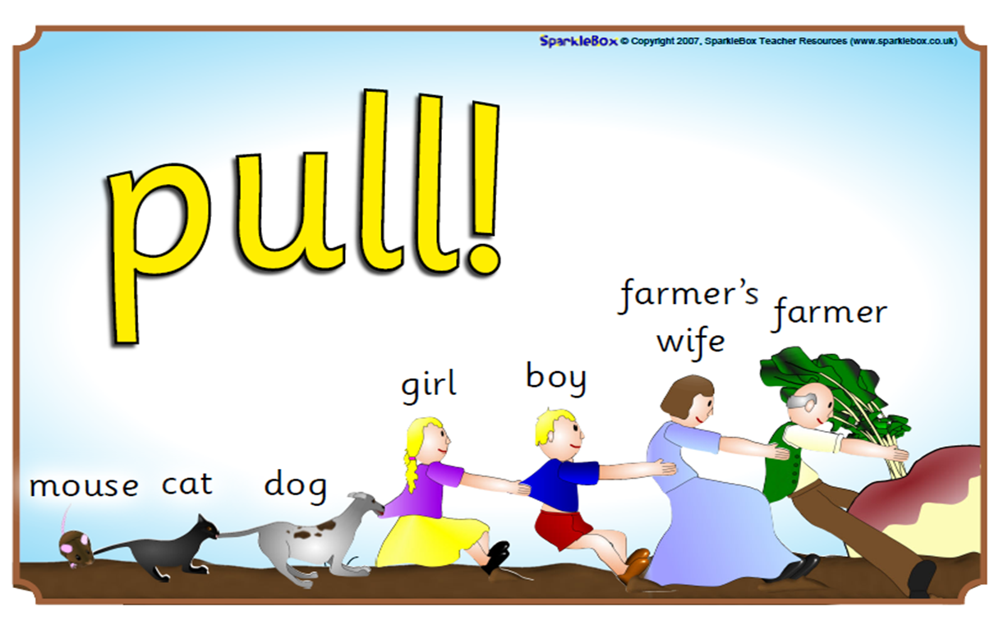 SparkleBox © Copyright 2007, SparkleBox Teacher Resources (www.sparklebox.co.uk)
pull!
farmer's
wife
farmer
boy
girl
dog
cat
mouse